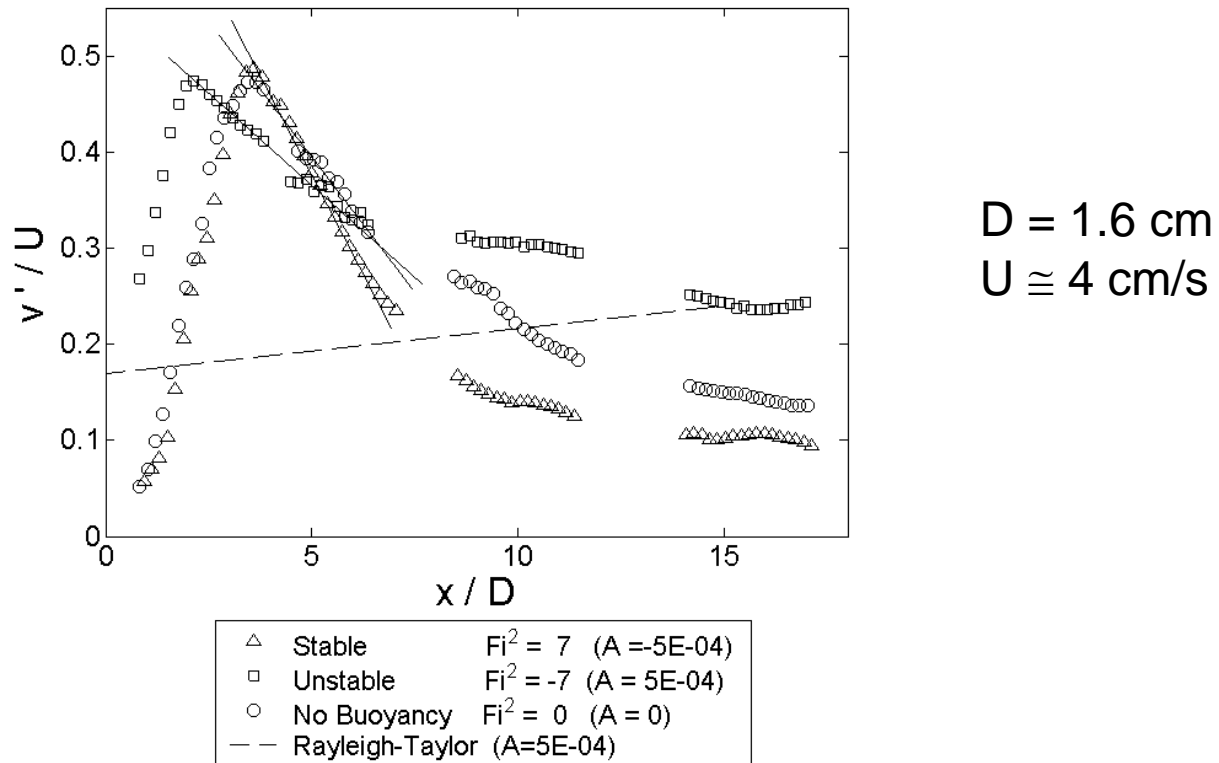 0.5
0.4
0.3
0.2
0.1
0
v ' / U
0 5 10 15
x / D
D = 1.6 cm
U ≅ 4 cm/s
Stable Fi² = 7 (A =-5E-04)
Unstable Fi² = -7 (A = 5E-04)
No Buoyancy Fi² = 0 (A = 0)
Rayleigh-Taylor (A=5E-04)